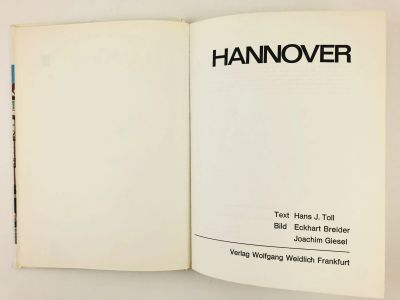 HANNOVER
Text Hans J. Toll
Bild Eckhart Breider
Joachim Giesel
Verlag Wolfgang Weidlich Frankfurt